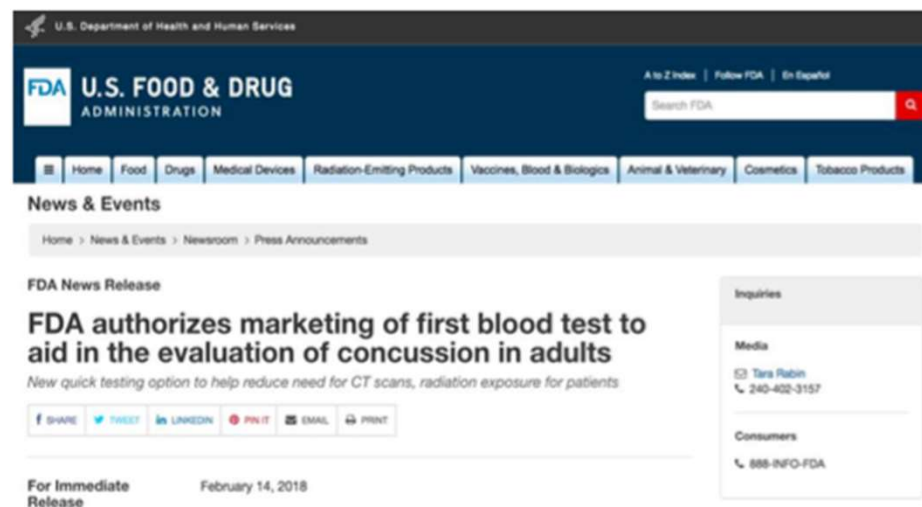 U.S. Department of Health and Human Services
FDA
U.S. FOOD & DRUG
ADMINISTRATION
A to Z Index | Follow FDA | En Español
Search FDA
Home Food Drugs Medical Devices Radiation-Emitting Products Vaccines, Blood & Biologics Animal & Veterinary Cosmetics Tobacco Products
News & Events
Home > News & Events > Newsroom > Press Announcements
FDA News Release
FDA authorizes marketing of first blood test to
aid in the evaluation of concussion in adults
New quick testing option to help reduce need for CT scans, radiation exposure for patients
SHARE TWEET LINKEDIN PIN IT EMAIL PRINT
For Immediate
Release
February 14, 2018
Inquiries
Media
Tara Rabin
240-402-3157
Consumers
888-INFO-FDA